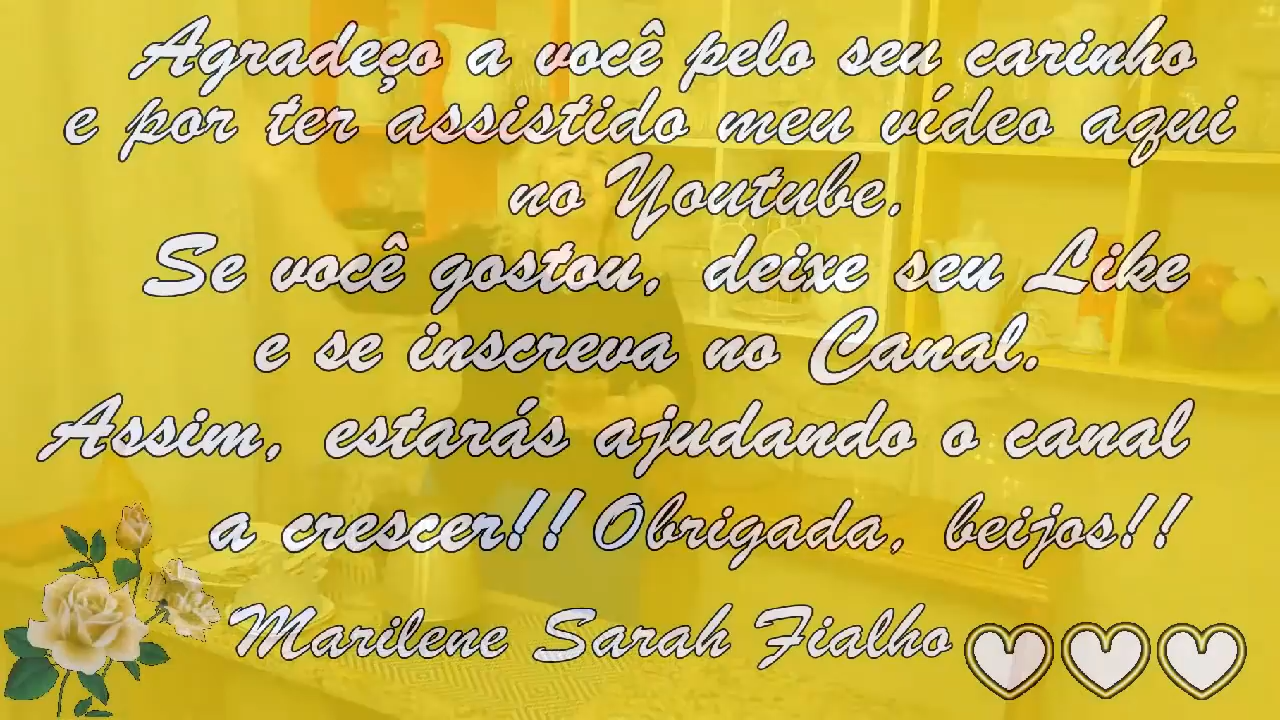 Agradeço a você pelo seu carinho
e por ter assistido meu vídeo aqui
no Youtube.
Se você gostou, deixe seu Like
e se inscreva no Canal.
Assim, estarás ajudando o canal
a crescer!! Obrigada, beijos!!
Marilene Sarah Fialho